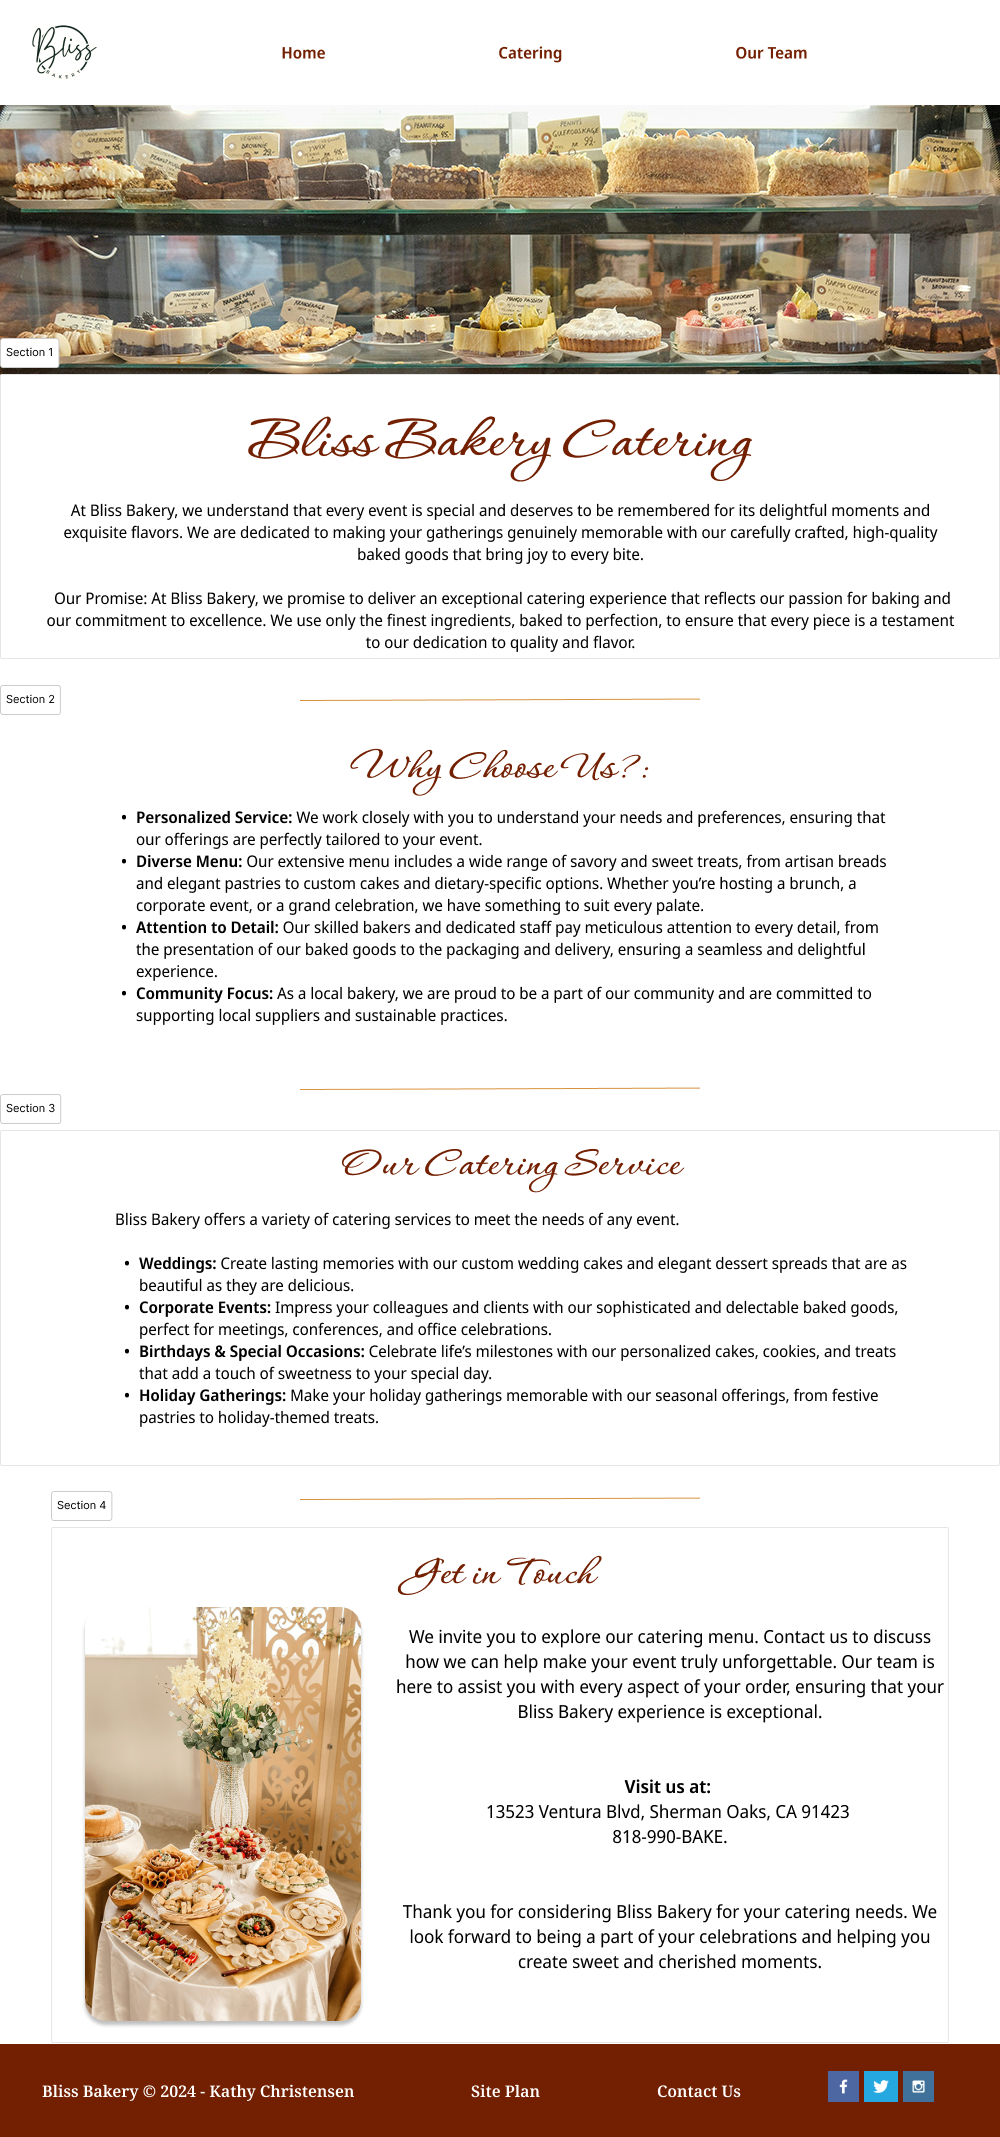 Bliss
BAKERY
Home
Catering
Our Team
BROWNIE
TWIX
PEANUTKAGE
MANGO PASSION
Section 1
Bliss Bakery Catering
At Bliss Bakery, we understand that every event is special and deserves to be remembered for its delightful moments and
exquisite flavors. We are dedicated to making your gatherings genuinely memorable with our carefully crafted, high-quality
baked goods that bring joy to every bite.
Our Promise: At Bliss Bakery, we promise to deliver an exceptional catering experience that reflects our passion for baking and
our commitment to excellence. We use only the finest ingredients, baked to perfection, to ensure that every piece is a testament
to our dedication to quality and flavor.
Section 2
Why Choose Us?:
• Personalized Service: We work closely with you to understand your needs and preferences, ensuring that
our offerings are perfectly tailored to your event.
• Diverse Menu: Our extensive menu includes a wide range of savory and sweet treats, from artisan breads
and elegant pastries to custom cakes and dietary-specific options. Whether you're hosting a brunch, a
corporate event, or a grand celebration, we have something to suit every palate.
• Attention to Detail: Our skilled bakers and dedicated staff pay meticulous attention to every detail, from
the presentation of our baked goods to the packaging and delivery, ensuring a seamless and delightful
experience.
• Community Focus: As a local bakery, we are proud to be a part of our community and are committed to
supporting local suppliers and sustainable practices.
Section 3
Our Catering Service
Bliss Bakery offers a variety of catering services to meet the needs of any event.
• Weddings: Create lasting memories with our custom wedding cakes and elegant dessert spreads that are as
beautiful as they are delicious.
• Corporate Events: Impress your colleagues and clients with our sophisticated and delectable baked goods,
perfect for meetings, conferences, and office celebrations.
• Birthdays & Special Occasions: Celebrate life's milestones with our personalized cakes, cookies, and treats
that add a touch of sweetness to your special day.
• Holiday Gatherings: Make your holiday gatherings memorable with our seasonal offerings, from festive
pastries to holiday-themed treats.
Section 4
Get in Touch
We invite you to explore our catering menu. Contact us to discuss
how we can help make your event truly unforgettable. Our team is
here to assist you with every aspect of your order, ensuring that your
Bliss Bakery experience is exceptional.
Visit us at:
13523 Ventura Blvd, Sherman Oaks, CA 91423
818-990-BAKE.
Thank you for considering Bliss Bakery for your catering needs. We
look forward to being a part of your celebrations and helping you
create sweet and cherished moments.
Bliss Bakery © 2024 - Kathy Christensen
Site Plan
Contact Us